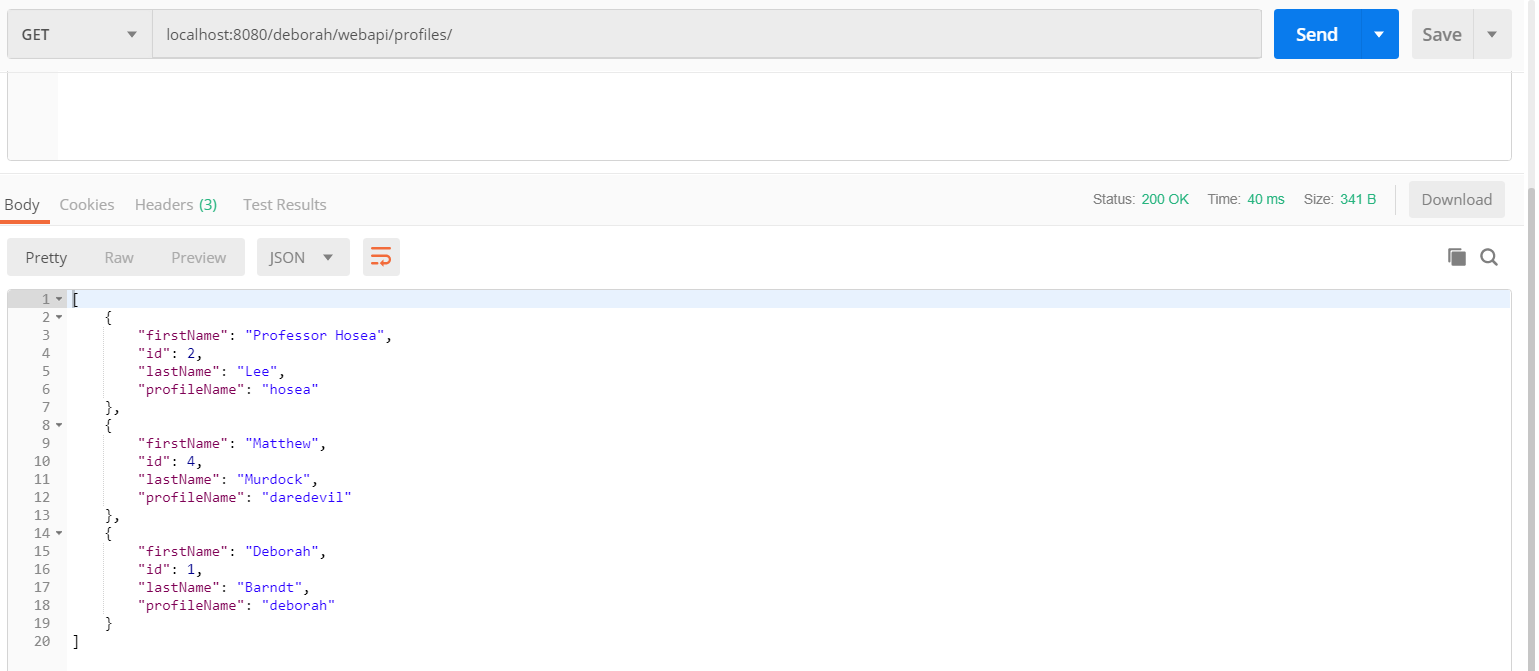 GET localhost:8080/deborah/webapi/profiles/ Send Save
Body Cookies Headers (3) Test Results Status: 200 OK Time: 40 ms Size: 341 B Download
Pretty Raw Preview JSON
1 [
2 {
3 "firstName": "Professor Hosea",
4 "id": 2,
5 "lastName": "Lee",
6 "profileName": "hosea"
7 },
8 {
9 "firstName": "Matthew",
10 "id": 4,
11 "lastName": "Murdock",
12 "profileName": "daredevil"
13 },
14 {
15 "firstName": "Deborah",
16 "id": 1,
17 "lastName": "Barndt",
18 "profileName": "deborah"
19 }
20 ]